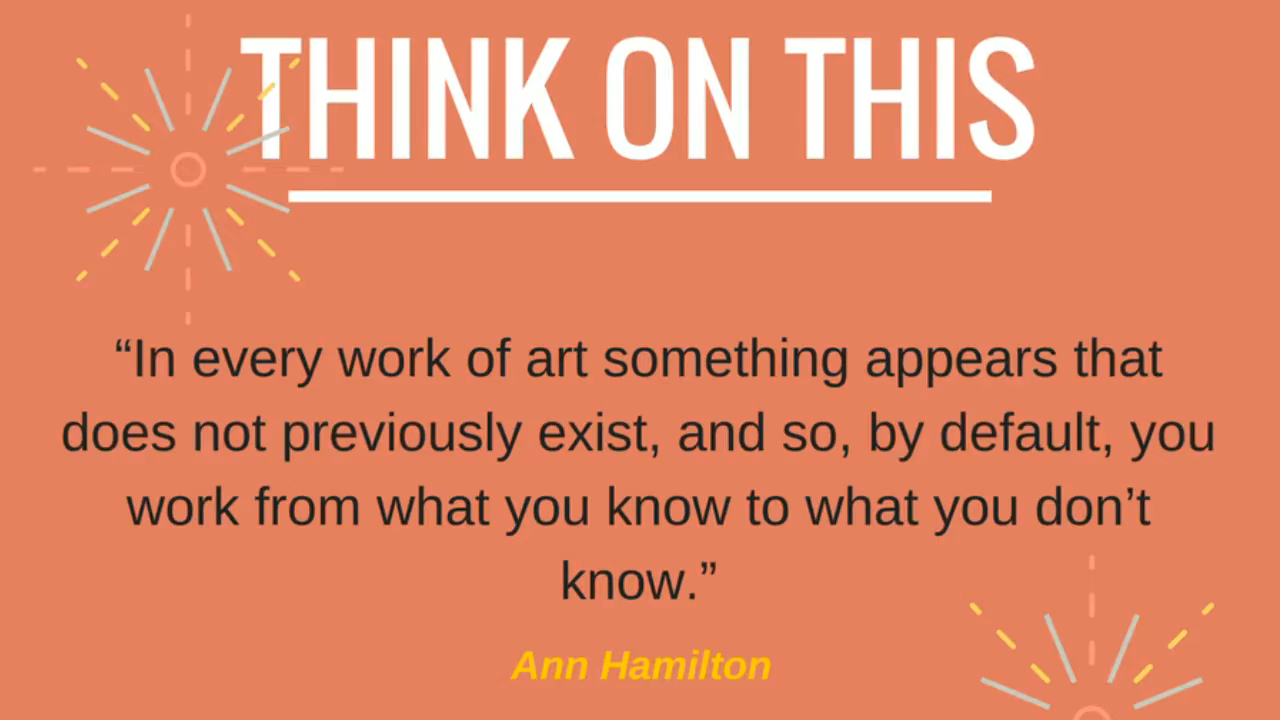 THINK ON THIS
“In every work of art something appears that
does not previously exist, and so, by default, you
work from what you know to what you don’t
know.”
Ann Hamilton